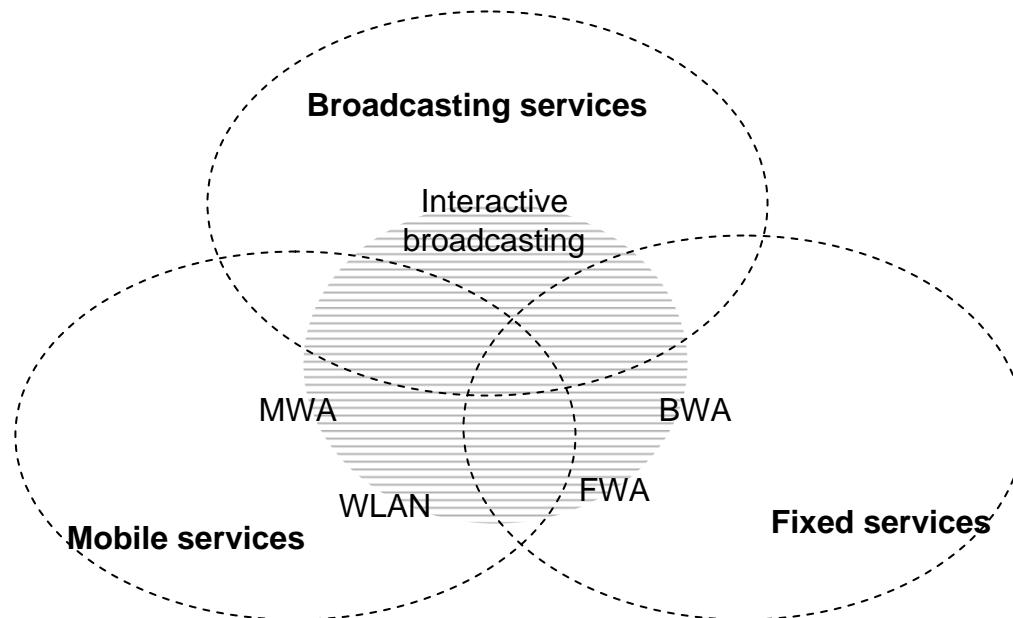 Broadcasting services
Interactive
broadcasting
MWA
BWA
WLAN
FWA
Mobile services
Fixed services